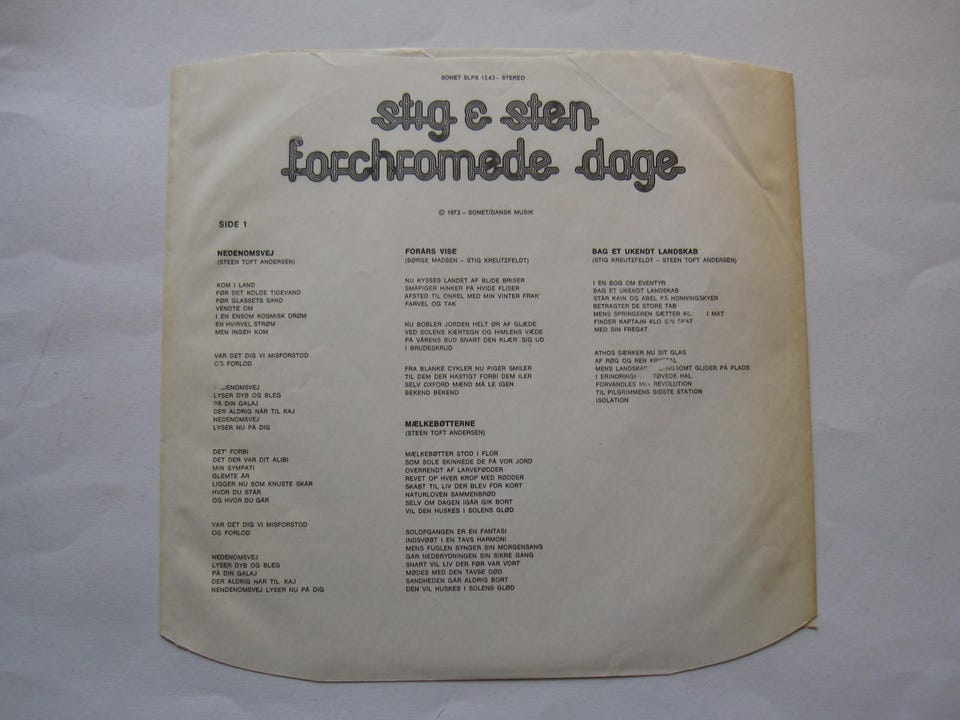 SONET SLPS 1543 – STEREO
stig & sten
forchromede dage
© 1973 – SONET/DANSK MUSIK
SIDE 1
NEDENOMSVEJ
(STEEN TOFT ANDERSEN)
KOM I LAND
FØR DET KOLDE TIDEVAND
FØR GLASSETS SAND
VENDTE OM
I EN ENSOM KOSMISK DRØM
EN HVIRVEL STRØM
MEN INGEN KOM
VAR DET DIG VI MISFORSTOD
OG FORLOD
DENOMSVEJ
LYSER DYB OG BLEG
PÅ DIN GALAJ
DER ALDRIG NÅR TIL KAJ
NEDENOMSVEJ
LYSER NU PÅ DIG
DET' FORBI
DET DER VAR DIT ALIBI
MIN SYMPATI
GLEMTE ÅR
LIGGER NU SOM KNUSTE SKÅR
HVOR DU STÅR
OG HVOR DU GÅR
VAR DET DIG VI MISFORSTOD
OG FORLOD
NEDENOMSVEJ
LYSER DYB OG BLEG
PÅ DIN GALAJ
DER ALDRIG NÅR TIL KAJ
NENDENOMSVEJ LYSER NU PÅ DIG
FORÅRS VISE
(BØRGE MADSEN – STIG KREUTZFELDT)
NU KYSSES LANDET AF BLIDE BRISER
SMÅPIGER HINKER PÅ HVIDE FLISER
AFSTED TIL ONKEL MED MIN VINTER FRAK'
FARVEL OG TAK
NU BOBLER JORDEN HELT ØR AF GLÆDE
VED SOLENS KÆRTEGN OG HIMLENS VÆDE
PÅ VÅRENS BUD SNART DEN KLÆR' SIG UD
I BRUDESKRUD
FRA BLANKE CYKLER NU PIGER SMILER
TIL DEM DER HASTIGT FORBI DEM ILER
SELV OXFORD MÆND MÅ LE IGEN
BEKEND BEKEND
MÆLKEBØTTERNE
(STEEN TOFT ANDERSEN)
MÆLKEBØTTER STOD I FLOR
SOM SOLE SKINNEDE DE PÅ VOR JORD
OVERRENDT AF LARVEFØDDER
REVET OP HVER KROP MED RØDDER
SKABT TIL LIV DER BLEV FOR KORT
NATURLOVEN SAMMENBRØD
SELV OM DAGEN IGÅR GIK BORT
VIL DEN HUSKES I SOLENS GLØD
SOLOPGANGEN ER EN FANTASI
INDSVØBT I EN TAVS HARMONI
MENS FUGLEN SYNGER SIN MORGENSANG
GÅR NEDBRYDNINGEN SIN SIKRE GANG
SNART VIL LIV DER FØR VAR VORT
MØDES MED DEN TAVSE DØD
SANDHEDEN GÅR ALDRIG BORT
DEN VIL HUSKES I SOLENS GLØD
BAG ET UKENDT LANDSKAB
(STIG KREUTZFELDT – STEEN TOFT ANDERSEN)
I EN BOG OM EVENTYR
BAG ET UKENDT LANDSKAB
STÅR KAIN OG ABEL PÅ HONNINGSKYER
BETRAGTER DE STORE TAB
MENS SPRINGEREN SÆTTER I MAT
FINDER KAPTAJN KLO SKAT
MED SIN FREGAT
ATHOS SÆNKER NU SIT GLAS
AF RØG OG REN KRYSTAL
MENS LANDSKAB LANGSOMT GLIDER PÅ PLADS
I ERINDRINGE TØVEDE HAL
FORVANDLES MIN REVOLUTION
TIL PILGRIMMENS SIDSTE STATION
ISOLATION